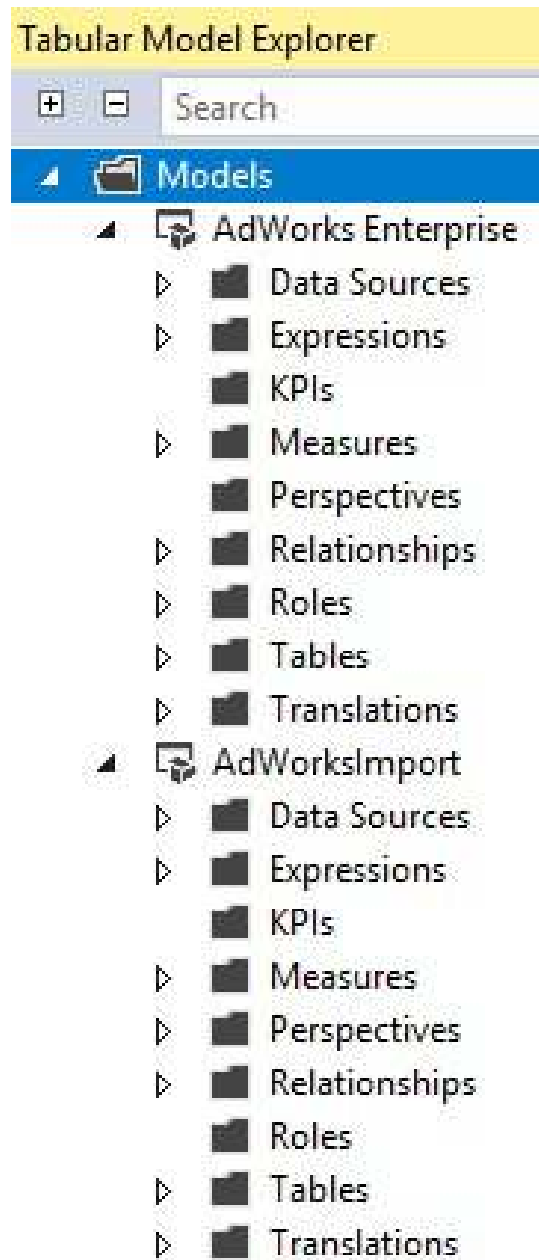 Tabular Model Explorer
Search
Models
AdWorks Enterprise
Data Sources
Expressions
KPIs
Measures
Perspectives
Relationships
Roles
Tables
Translations
AdWorksImport
Data Sources
Expressions
KPIs
Measures
Perspectives
Relationships
Roles
Tables
Translations